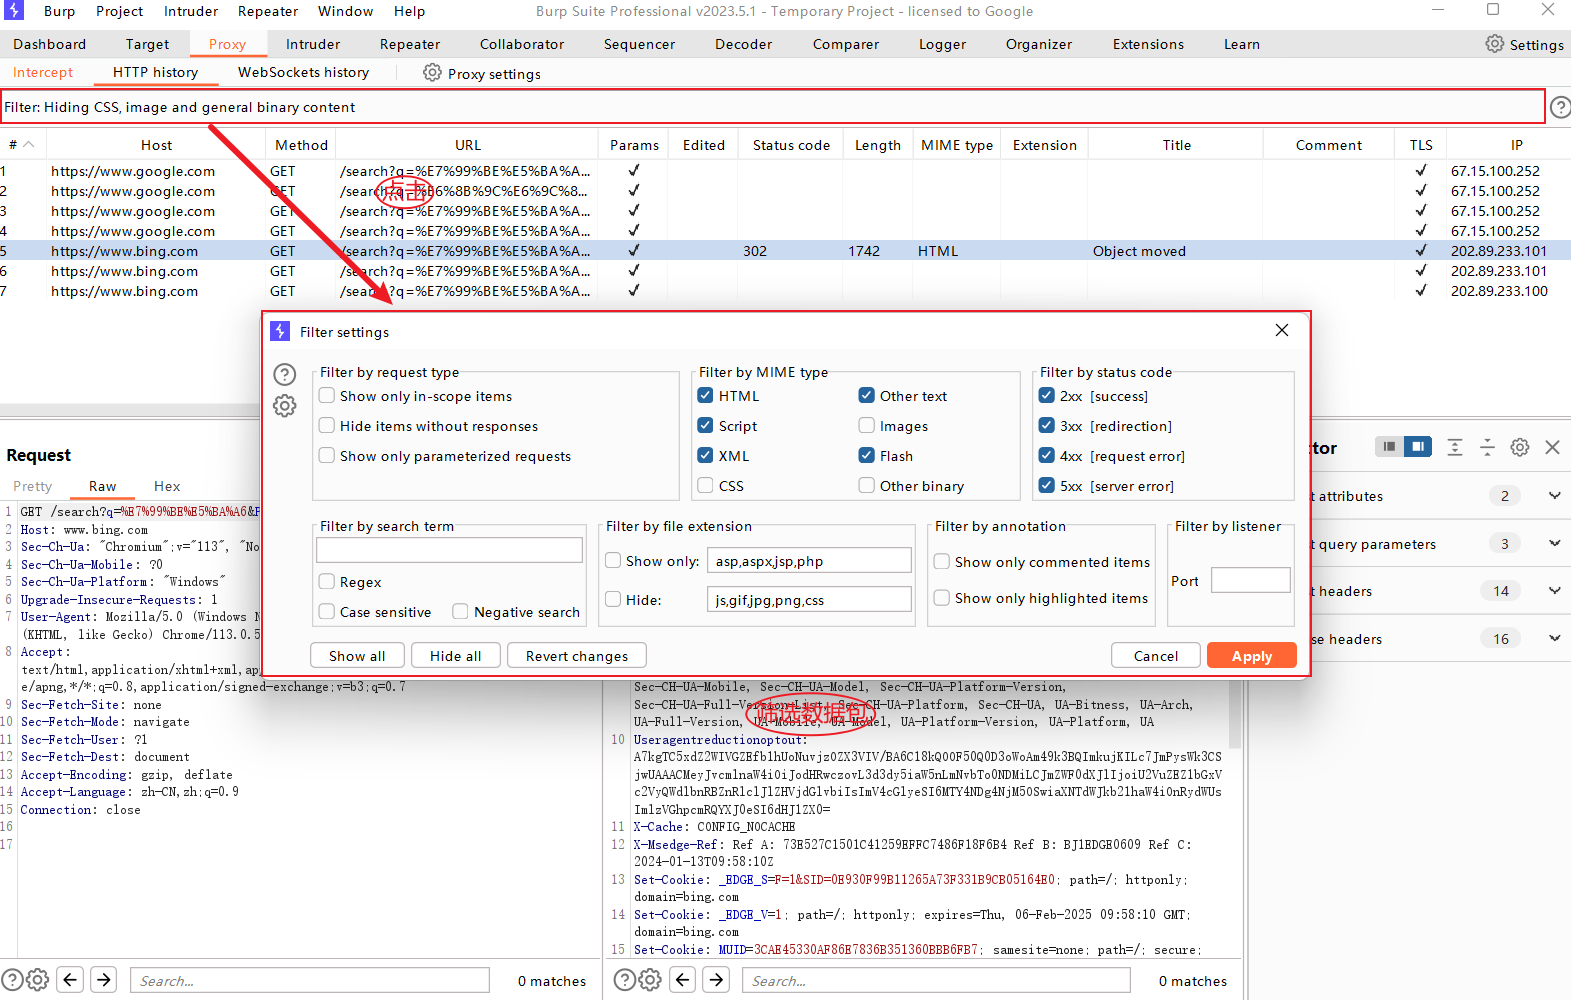 Burp Project Intruder Repeater Window Help Burp Suite Professional v2023.5.1 - Temporary Project - licensed to Google
Dashboard Target Proxy Intruder Repeater Collaborator Sequencer Decoder Comparer Logger Organizer Extensions Learn Settings
Intercept HTTP history WebSockets history Proxy settings
Filter: Hiding CSS, image and general binary content
# Host Method URL Params Edited Status code Length MIME type Extension Title Comment TLS IP
1 https://www.google.com GET /search?q=%E7%99%BE%E5%BA%A... ✓ ✓ 67.15.100.252
2 https://www.google.com GET /search?q=%E6%8B%9C%E6%9C%8... ✓ ✓ 67.15.100.252
点击
3 https://www.google.com GET /search?q=%E7%99%BE%E5%BA%A... ✓ ✓ 67.15.100.252
4 https://www.google.com GET /search?q=%E7%99%BE%E5%BA%A... ✓ ✓ 67.15.100.252
5 https://www.bing.com GET /search?q=%E7%99%BE%E5%BA%A... ✓ 302 1742 HTML Object moved ✓ 202.89.233.101
6 https://www.bing.com GET /search?q=%E7%99%BE%E5%BA%A... ✓ ✓ 202.89.233.101
7 https://www.bing.com GET /search?q=%E7%99%BE%E5%BA%A... ✓ ✓ 202.89.233.100
Filter settings
Filter by request type
Show only in-scope items
Hide items without responses
Show only parameterized requests
Filter by MIME type
HTML Other text
Script Images
XML Flash
CSS Other binary
Filter by status code
2xx [success]
3xx [redirection]
4xx [request error]
5xx [server error]
Filter by search term
Regex
Case sensitive Negative search
Filter by file extension
Show only: asp,aspx,jsp,php
Hide: js,gif,jpg,png,css
Filter by annotation
Show only commented items
Show only highlighted items
Filter by listener
Port
Show all Hide all Revert changes Cancel Apply
Request
Pretty Raw Hex
1 GET /search?q=%E7%99%BE%E5%BA%A6&F
2 Host: www.bing.com
3 Sec-Ch-Ua: "Chromium";v="113", "No
4 Sec-Ch-Ua-Mobile: ?0
5 Sec-Ch-Ua-Platform: "Windows"
6 Upgrade-Insecure-Requests: 1
7 User-Agent: Mozilla/5.0 (Windows N
(KHTML, like Gecko) Chrome/113.0.5
8 Accept:
text/html,application/xhtml+xml,ap
e/apng,*/*;q=0.8,application/signed-exchange;v=b3;q=0.7
9 Sec-Fetch-Site: none
10 Sec-Fetch-Mode: navigate
11 Sec-Fetch-User: ?1
12 Sec-Fetch-Dest: document
13 Accept-Encoding: gzip, deflate
14 Accept-Language: zh-CN,zh;q=0.9
15 Connection: close
16
17
Search... 0 matches
Sec-CH-UA-Mobile, Sec-CH-UA-Model, Sec-CH-UA-Platform-Version,
Sec-CH-UA-Full-Version-List, Sec-CH-UA-Platform, Sec-CH-UA, UA-Bitness, UA-Arch,
筛选数据包
UA-Full-Version, UA-Mobile, UA-Model, UA-Platform-Version, UA-Platform, UA
10 Useragentreductionoptout:
A7kgTC5xdZ2WIVGZEfb1hUoNuvjz0ZX3VIV/BA6C18kQ00F50Q0D3oWoAm49k3BQImkujKILc7JmPysWk3CS
jwUAAACMeyJvcmlnaW4iOiJodHRwczovL3d3dy5iaW5nLmNvbTo0NDMiLCJmZWF0dXJlIjoiU2VuZEZ1bGxV
c2VyQWdlbnRBZnRlclJlZHVjdGlvbiIsImV4cGlyeSI6MTY4NDg4NjM5OSwiaXNTdWJkb21haW4iOnRydWUs
ImlzVGhpcmRQYXJ0eSI6dHJ1ZX0=
11 X-Cache: CONFIG_NOCACHE
12 X-Msedge-Ref: Ref A: 73E527C1501C41259EFFC7486F18F6B4 Ref B: BJ1EDGE0609 Ref C:
2024-01-13T09:58:10Z
13 Set-Cookie: _EDGE_S=F=1&SID=0E930F99B11265A73F331B9CB05164E0; path=/; httponly;
domain=bing.com
14 Set-Cookie: _EDGE_V=1; path=/; httponly; expires=Thu, 06-Feb-2025 09:58:10 GMT;
domain=bing.com
15 Set-Cookie: MUID=3CAE45330AF86E7836B351360BBB6FB7; samesite=none; path=/; secure;
Search... 0 matches
tor
t attributes 2
t query parameters 3
t headers 14
se headers 16